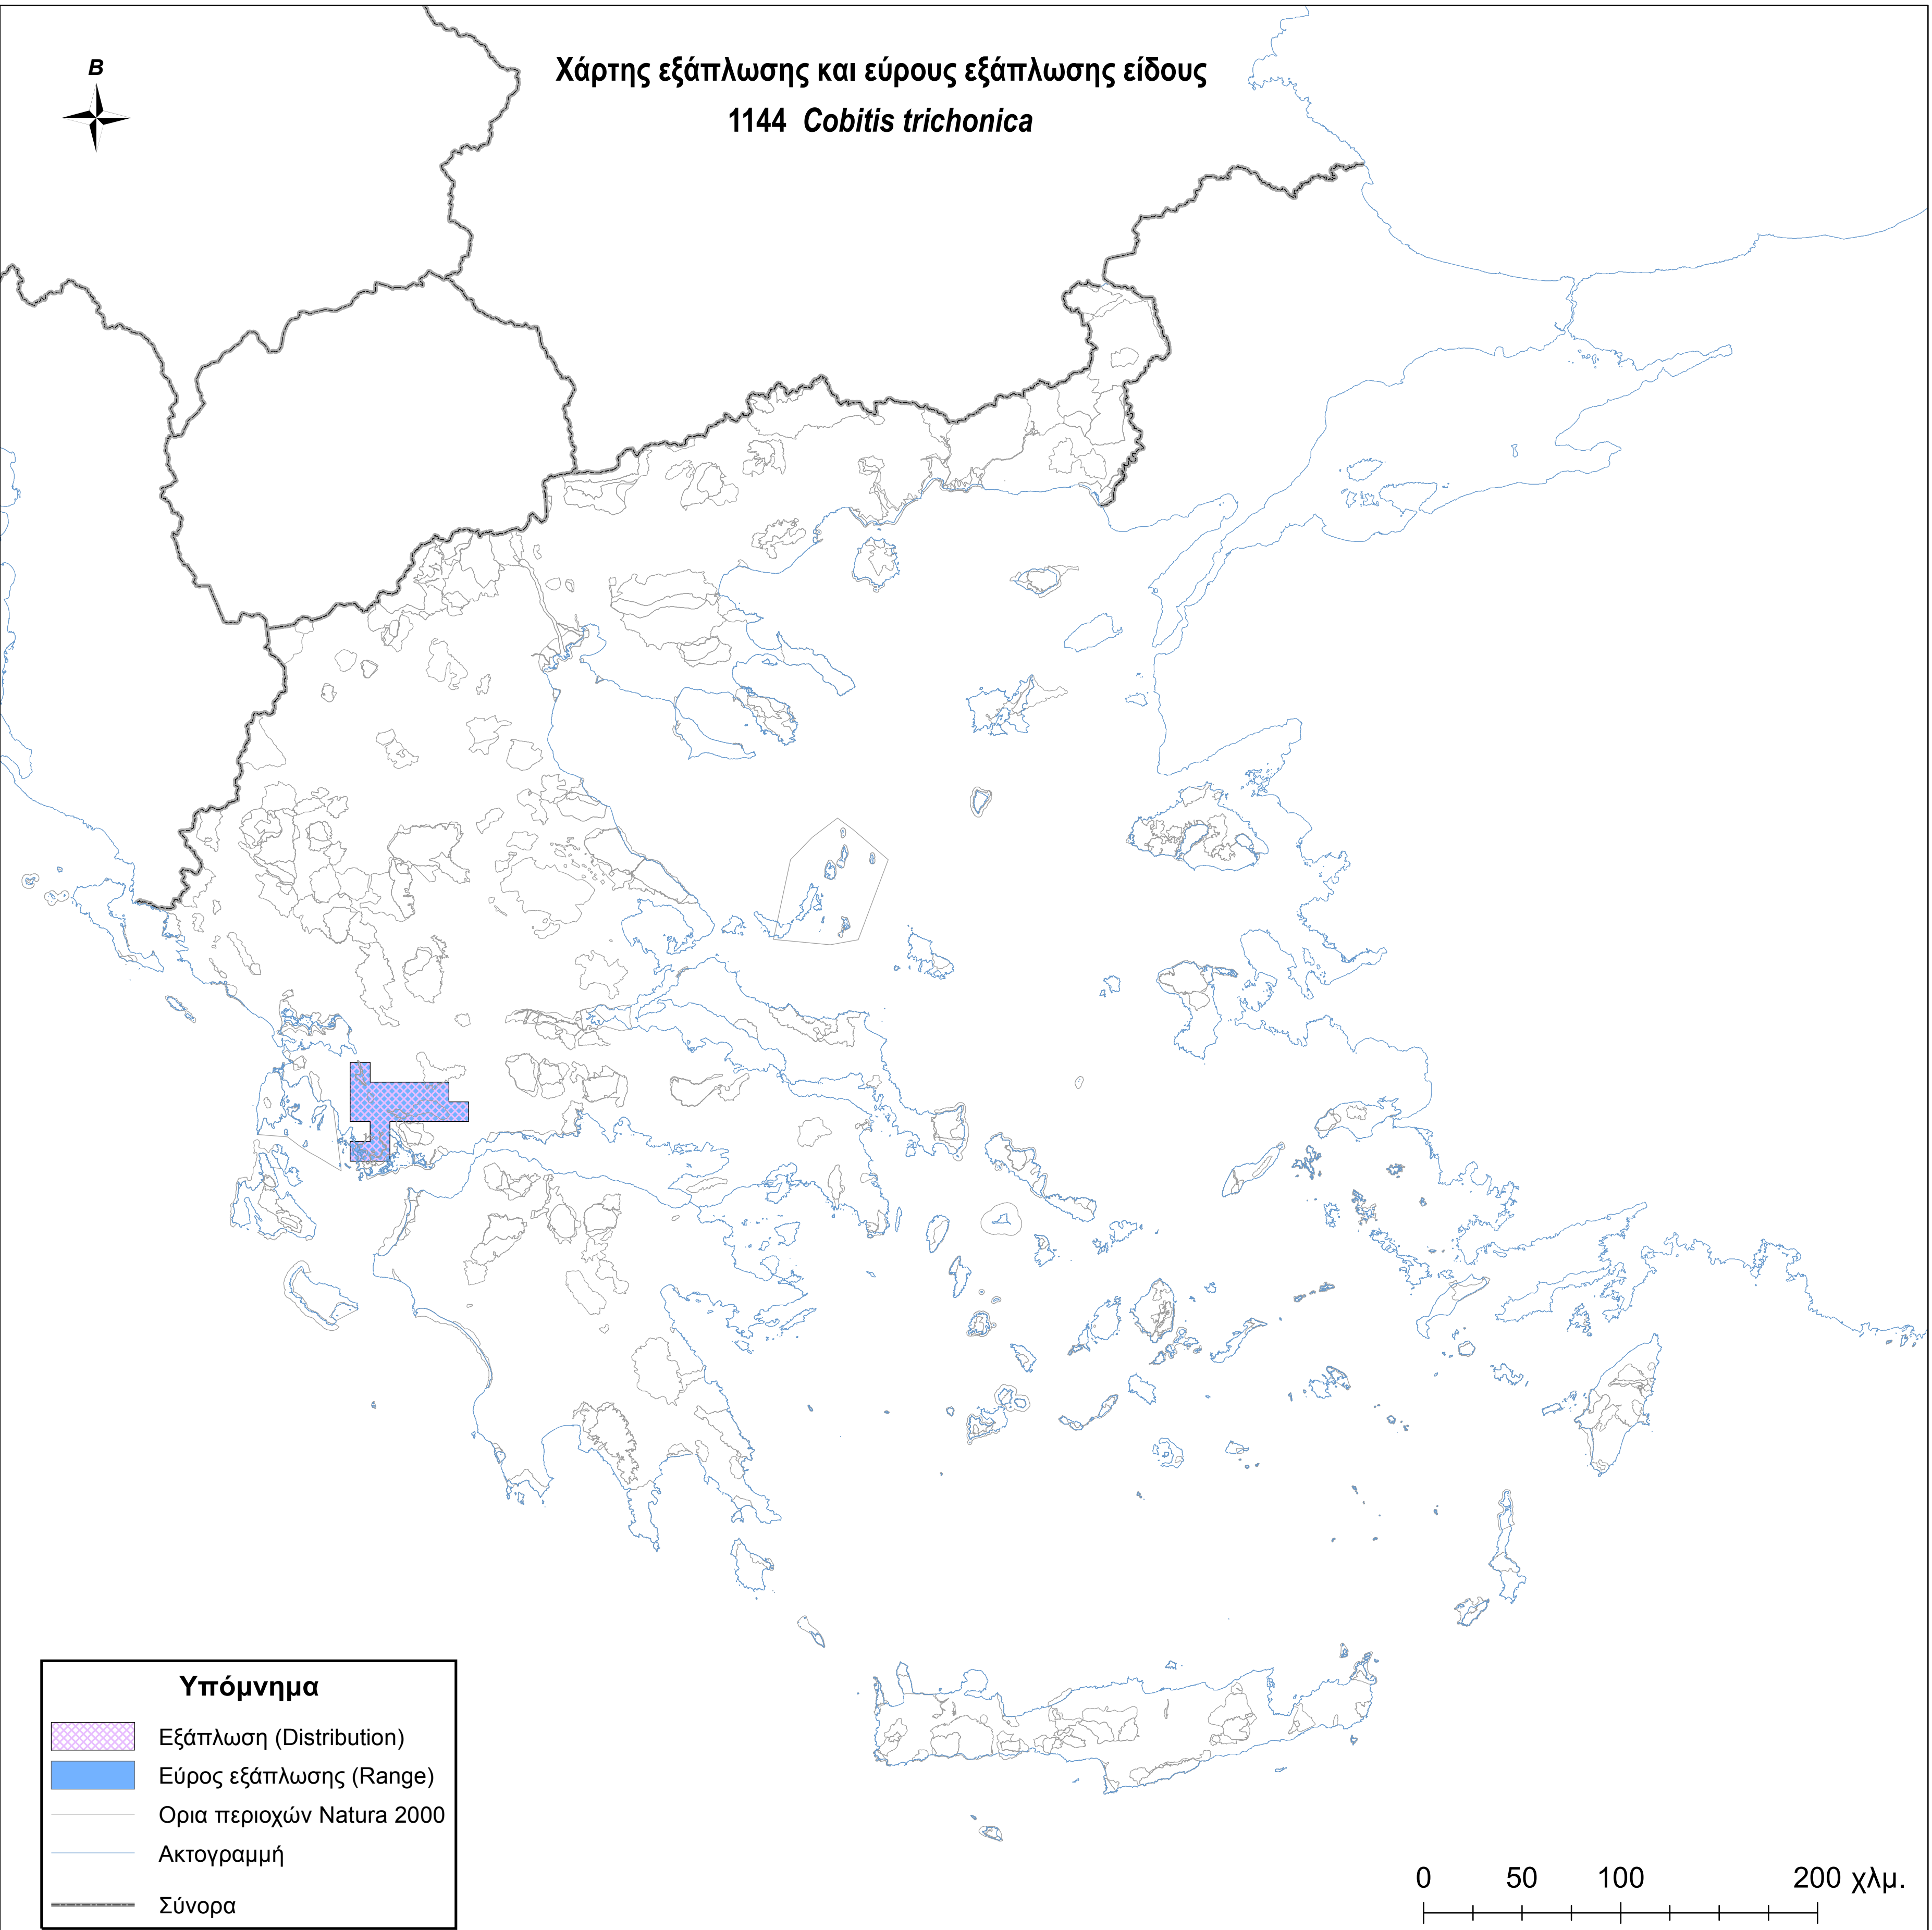 Χάρτης εξάπλωσης και εύρους εξάπλωσης είδους
1144 Cobitis trichonica
B
Υπόμνημα
Εξάπλωση (Distribution)
Εύρος εξάπλωσης (Range)
Ορια περιοχών Natura 2000
Ακτογραμμή
Σύνορα
0 50 100 200 χλμ.